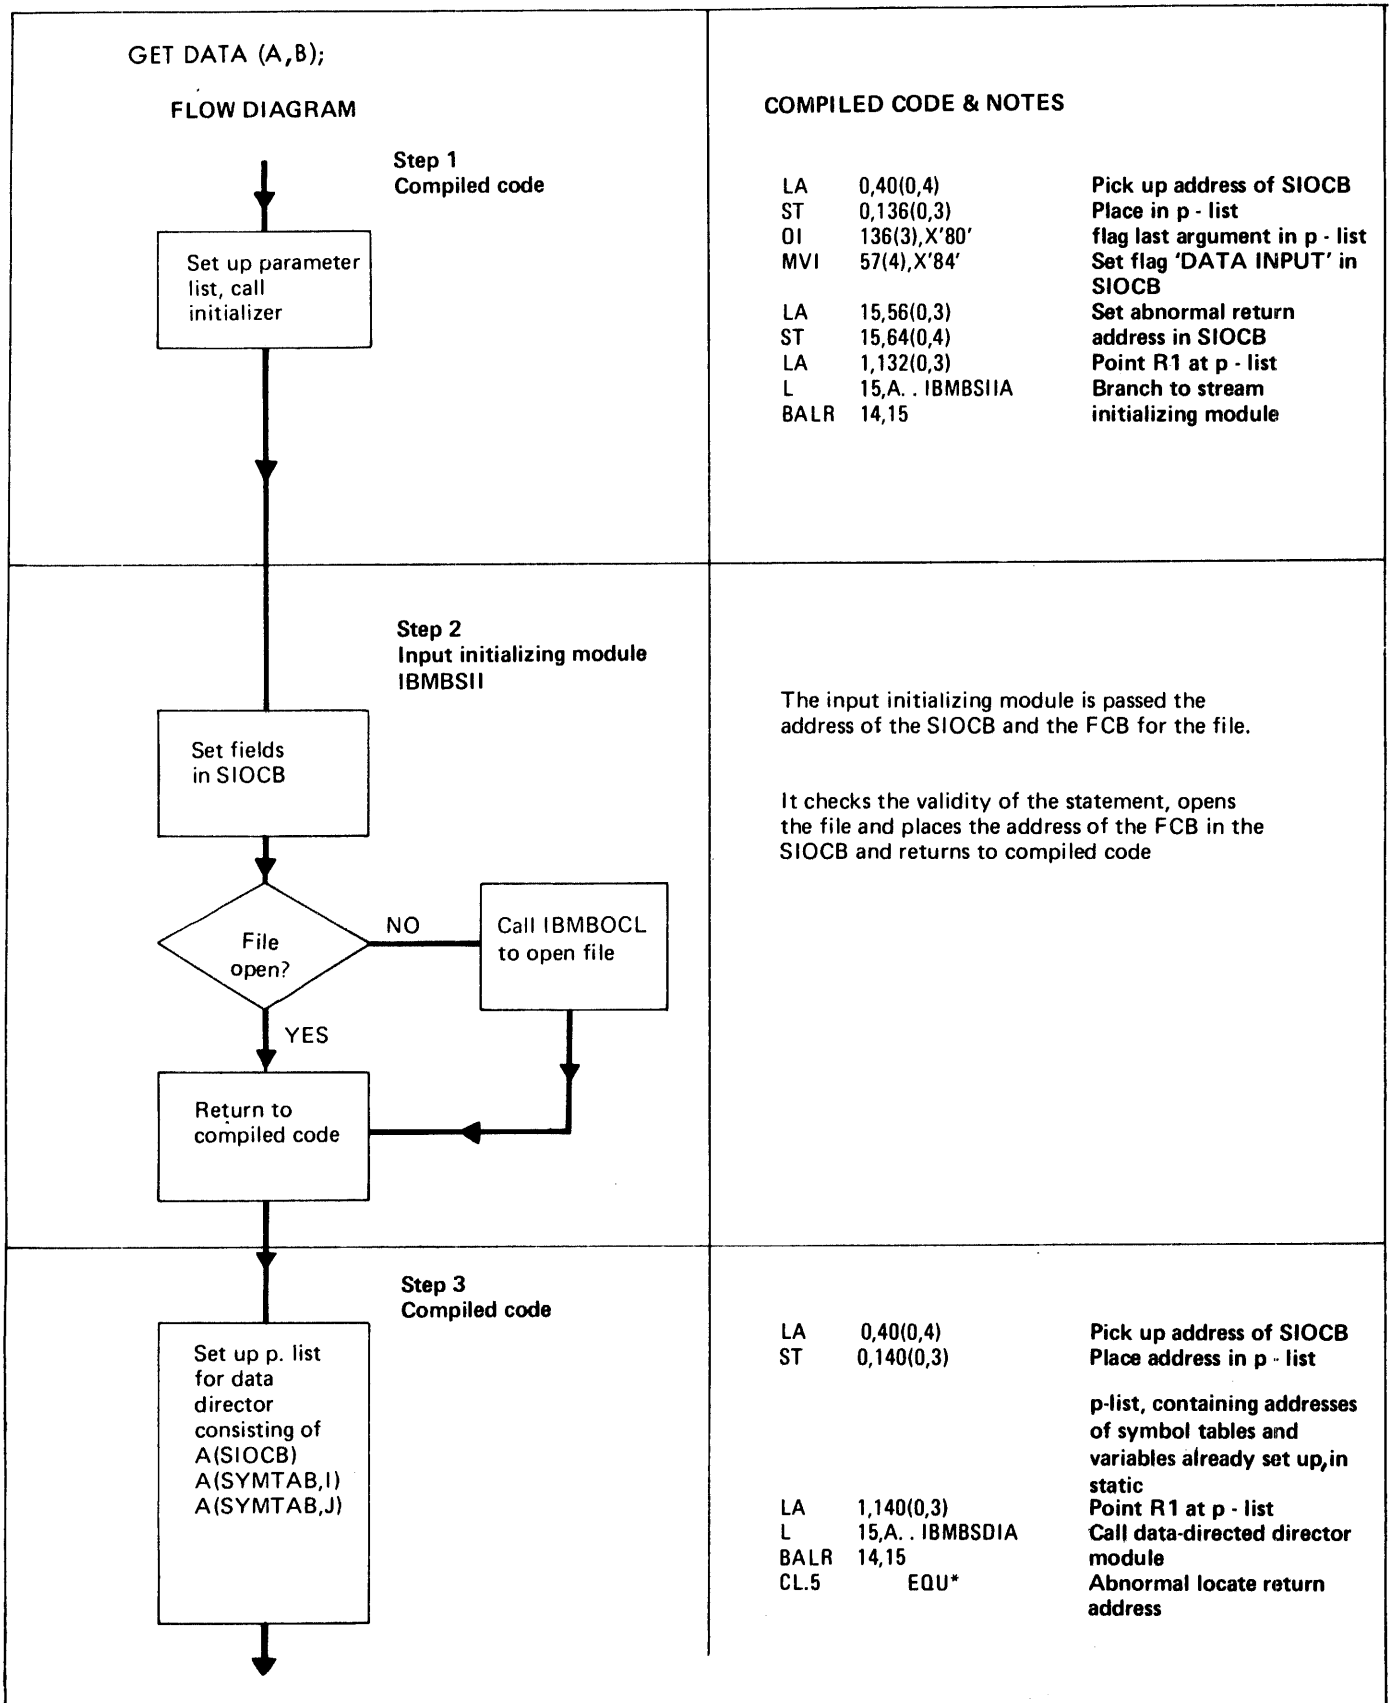 GET DATA (A,B);
FLOW DIAGRAM
Step 1
Compiled code
Set up parameter
list, call
initializer
COMPILED CODE & NOTES
LA 0,40(0,4) Pick up address of SIOCB
ST 0,136(0,3) Place in p - list
OI 136(3),X'80' flag last argument in p - list
MVI 57(4),X'84' Set flag 'DATA INPUT' in
SIOCB
LA 15,56(0,3) Set abnormal return
ST 15,64(0,4) address in SIOCB
LA 1,132(0,3) Point R1 at p - list
L 15,A. . IBMBSIIA Branch to stream
BALR 14,15 initializing module
Step 2
Input initializing module
IBMBSII
Set fields
in SIOCB
File
open?
NO
Call IBMBOCL
to open file
YES
Return to
compiled code
The input initializing module is passed the
address of the SIOCB and the FCB for the file.
It checks the validity of the statement, opens
the file and places the address of the FCB in the
SIOCB and returns to compiled code
Step 3
Compiled code
Set up p. list
for data
director
consisting of
A(SIOCB)
A(SYMTAB,I)
A(SYMTAB,J)
LA 0,40(0,4) Pick up address of SIOCB
ST 0,140(0,3) Place address in p - list
p-list, containing addresses
of symbol tables and
variables already set up, in
static
LA 1,140(0,3) Point R1 at p - list
L 15,A. . IBMBSDIA Call data-directed director
BALR 14,15 module
CL.5 EQU* Abnormal locate return
address